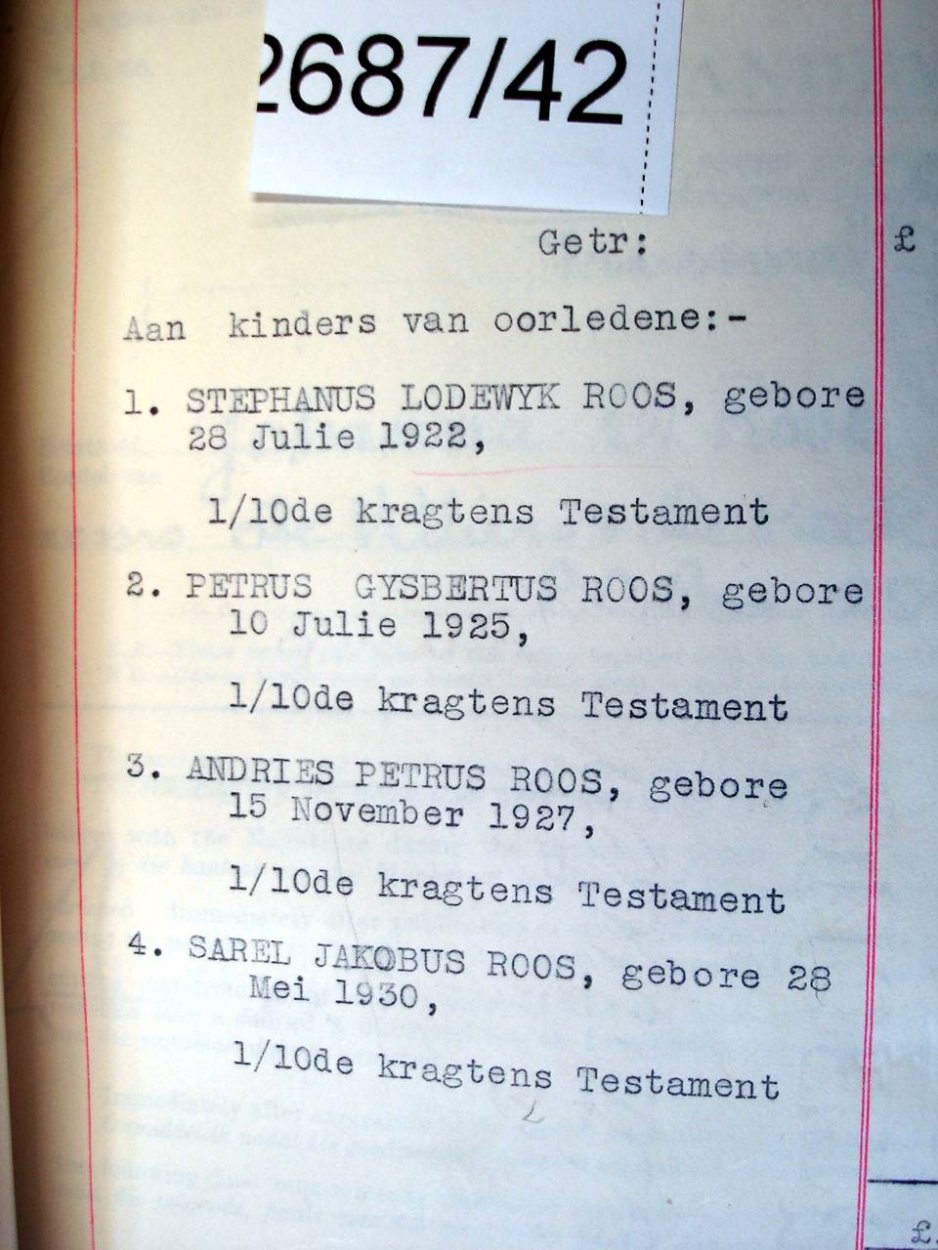 2687/42
Getr: £
Aan kinders van oorledene:-
1. STEPHANUS LODEWYK ROOS, gebore
28 Julie 1922,
1/10de kragtens Testament
2. PETRUS GYSBERTUS ROOS, gebore
10 Julie 1925,
1/10de kragtens Testament
3. ANDRIES PETRUS ROOS, gebore
15 November 1927,
1/10de kragtens Testament
4. SAREL JAKOBUS ROOS, gebore 28
Mei 1930,
1/10de kragtens Testament
£